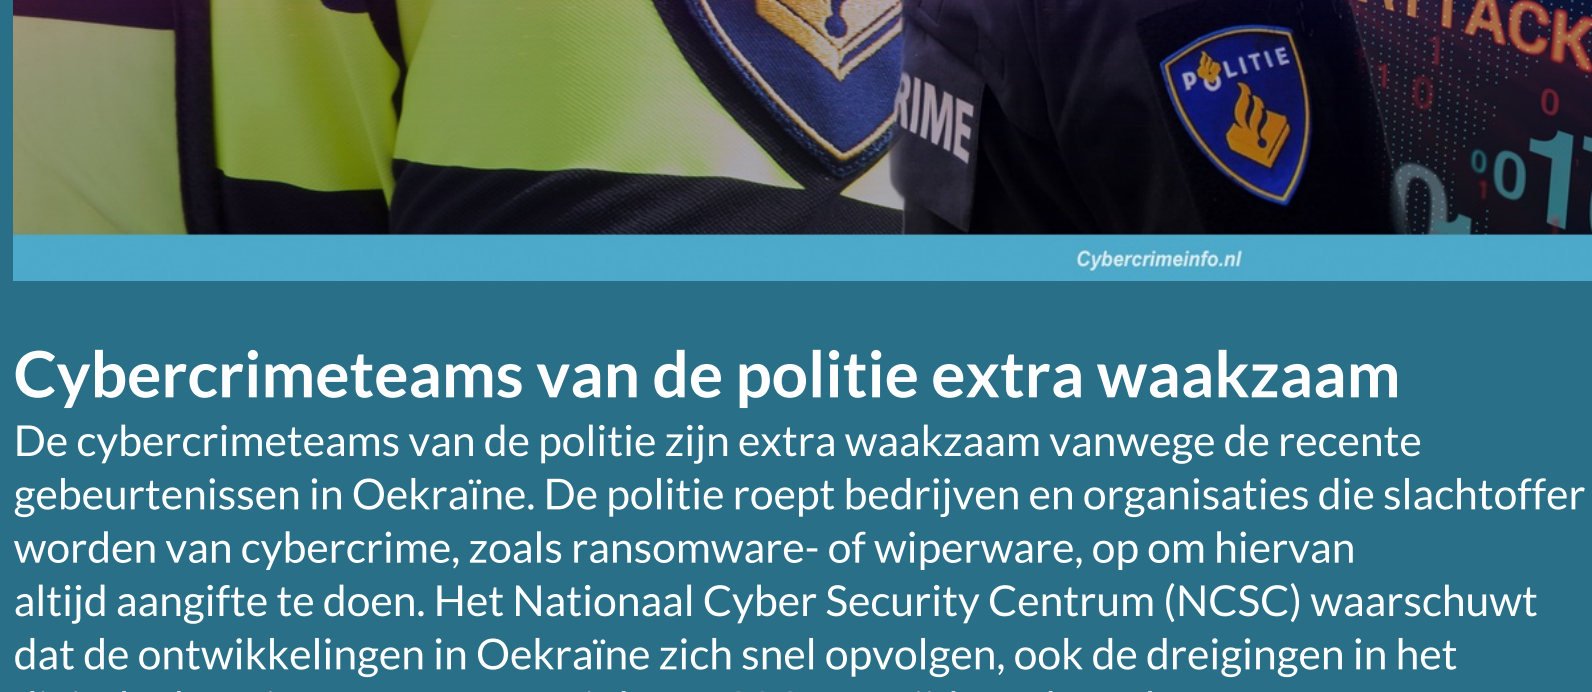 ATTACK
RIME
POLITIE
Cybercrimeinfo.nl
Cybercrimeteams van de politie extra waakzaam
De cybercrimeteams van de politie zijn extra waakzaam vanwege de recente
gebeurtenissen in Oekraïne. De politie roept bedrijven en organisaties die slachtoffer
worden van cybercrime, zoals ransomware- of wiperware, op om hiervan
altijd aangifte te doen. Het Nationaal Cyber Security Centrum (NCSC) waarschuwt
dat de ontwikkelingen in Oekraïne zich snel opvolgen, ook de dreigingen in het